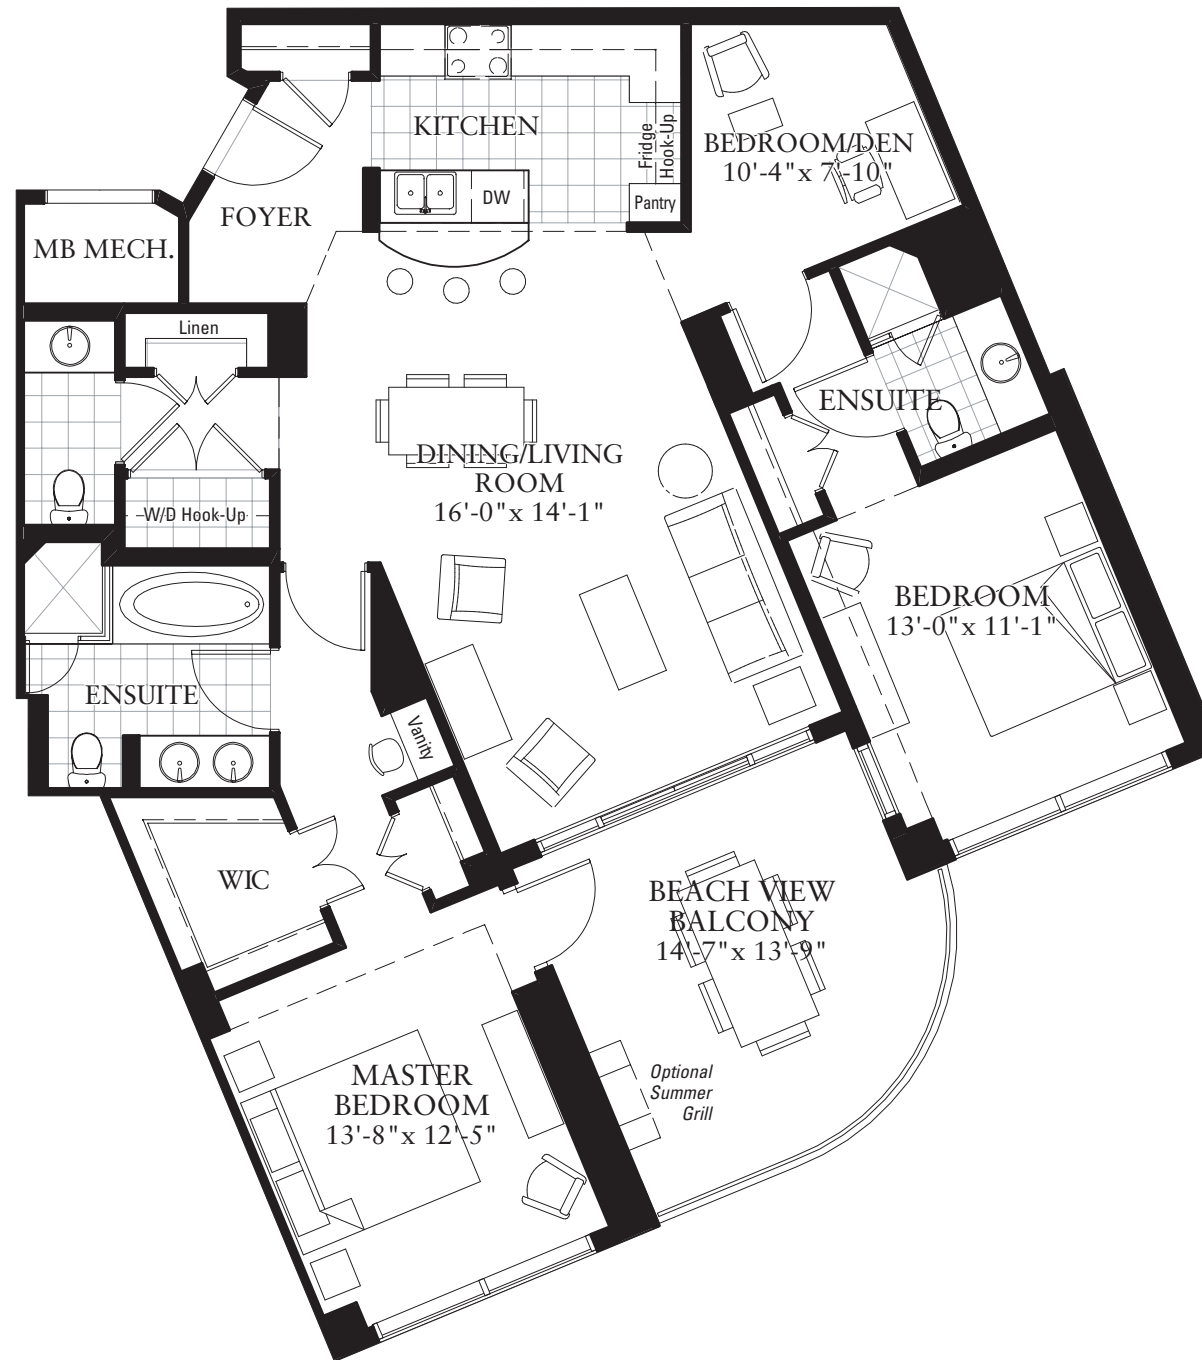 KITCHEN
Fridge
Hook-Up
BEDROOM/DEN
10'-4" x 7'-10"
DW
Pantry
FOYER
MB MECH.
Linen
ENSUITE
DINING/LIVING
ROOM
16'-0" x 14'-1"
W/D Hook-Up
BEDROOM
13'-0" x 11'-1"
ENSUITE
Vanity
WIC
BEACH VIEW
BALCONY
14'-7" x 13'-9"
Optional
Summer
Grill
MASTER
BEDROOM
13'-8" x 12'-5"